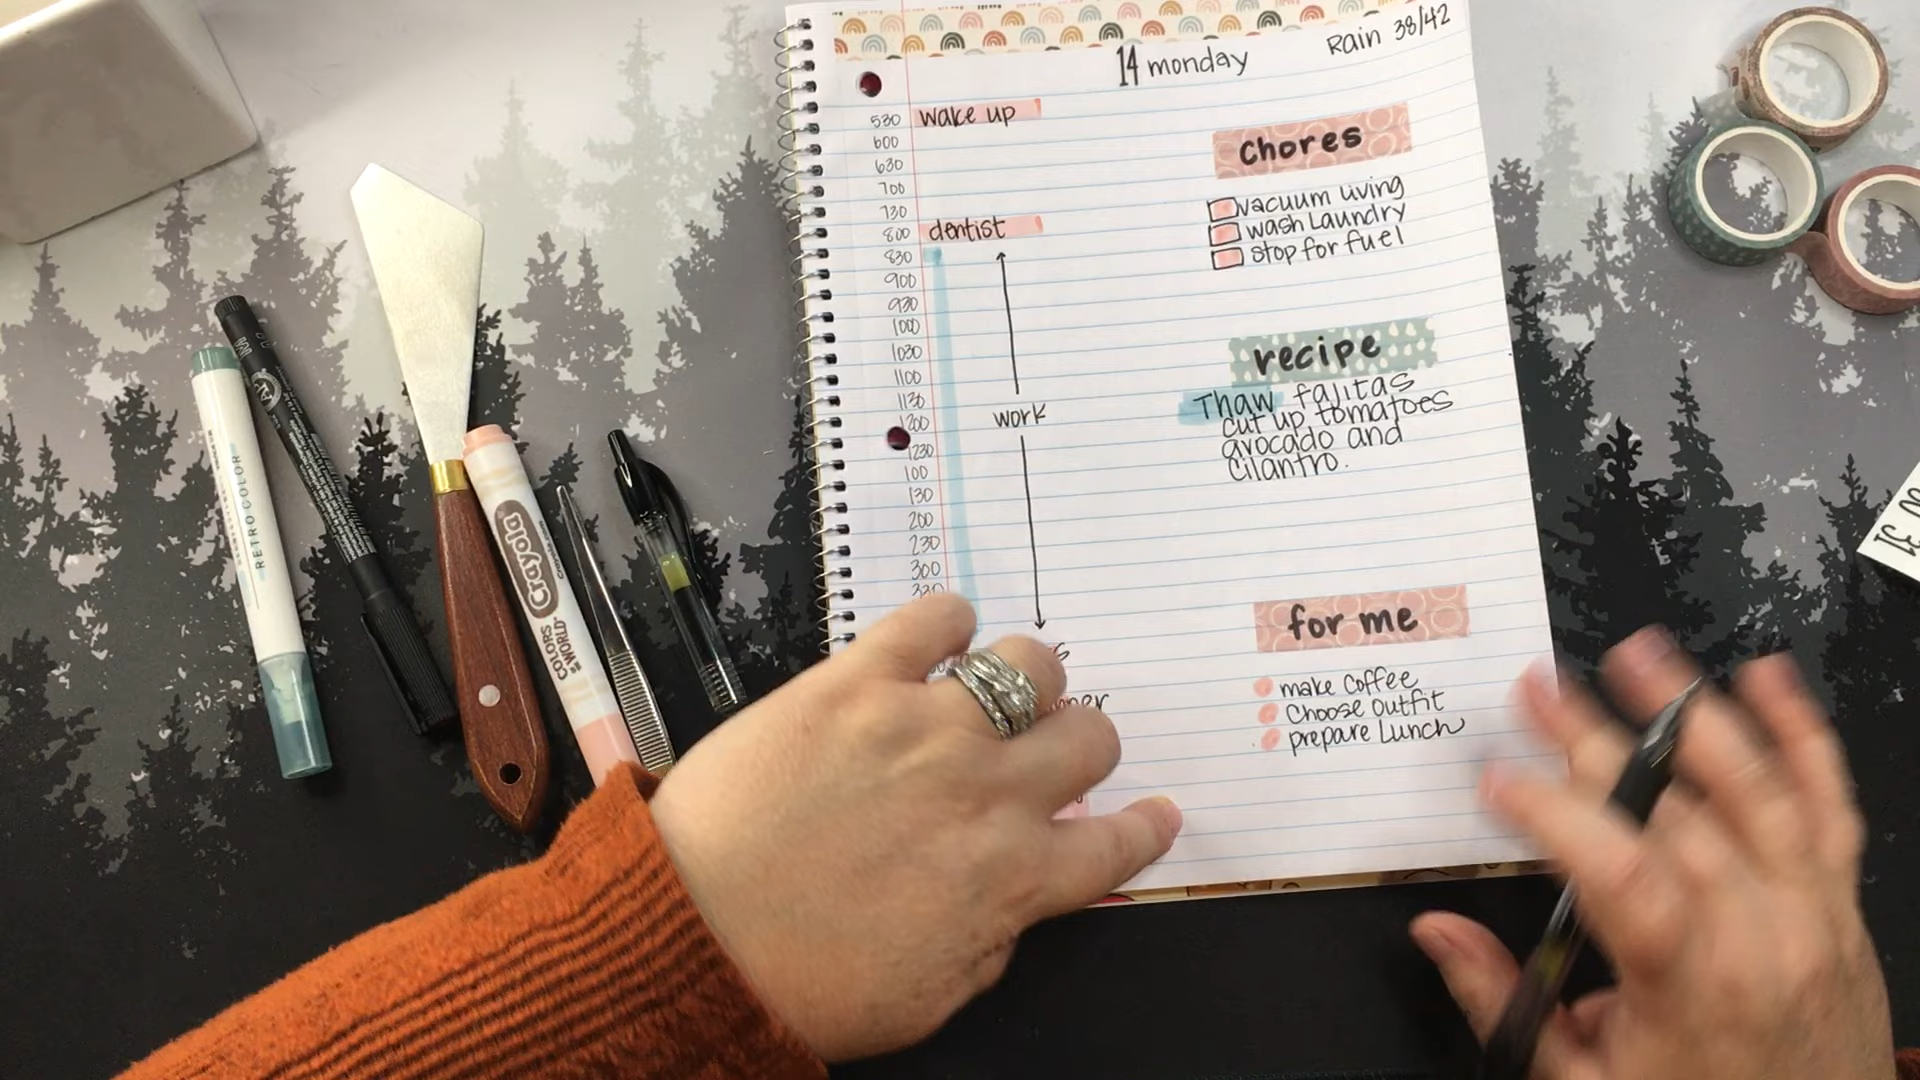 14 monday
Rain 38/42
530 wake up
600
630
700
730
800 dentist
830
900
930
1000
1030
1100
1130
1200
1230
100
130
200
230
300
330
work
chores
vacuum living
wash laundry
stop for fuel
recipe
Thaw fajitas
cut up tomatoes
avocado and
cilantro.
for me
make coffee
choose outfit
prepare Lunch
RETRO COLOR
Crayola
COLORS
OF THE WORLD
31